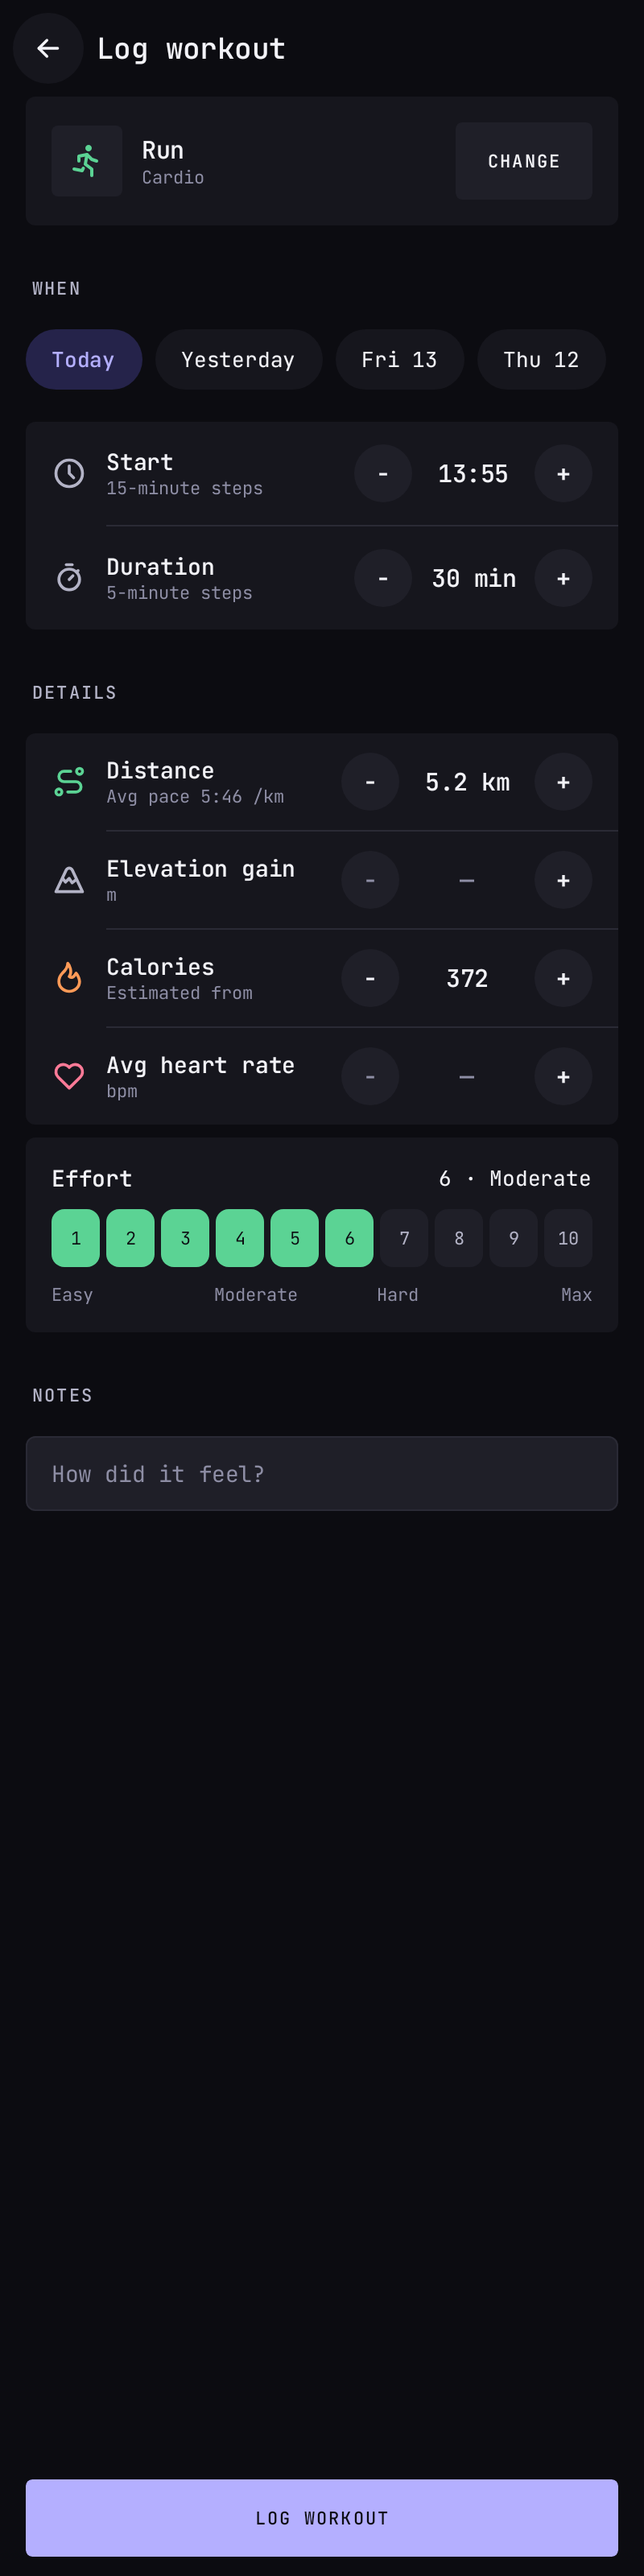 Log workout
Run
Cardio
CHANGE
WHEN
Today Yesterday Fri 13 Thu 12
Start
15-minute steps
- 13:55 +
Duration
5-minute steps
- 30 min +
DETAILS
Distance
Avg pace 5:46 /km
- 5.2 km +
Elevation gain
m
- — +
Calories
Estimated from
- 372 +
Avg heart rate
bpm
- — +
Effort 6 · Moderate
1 2 3 4 5 6 7 8 9 10
Easy Moderate Hard Max
NOTES
How did it feel?
LOG WORKOUT